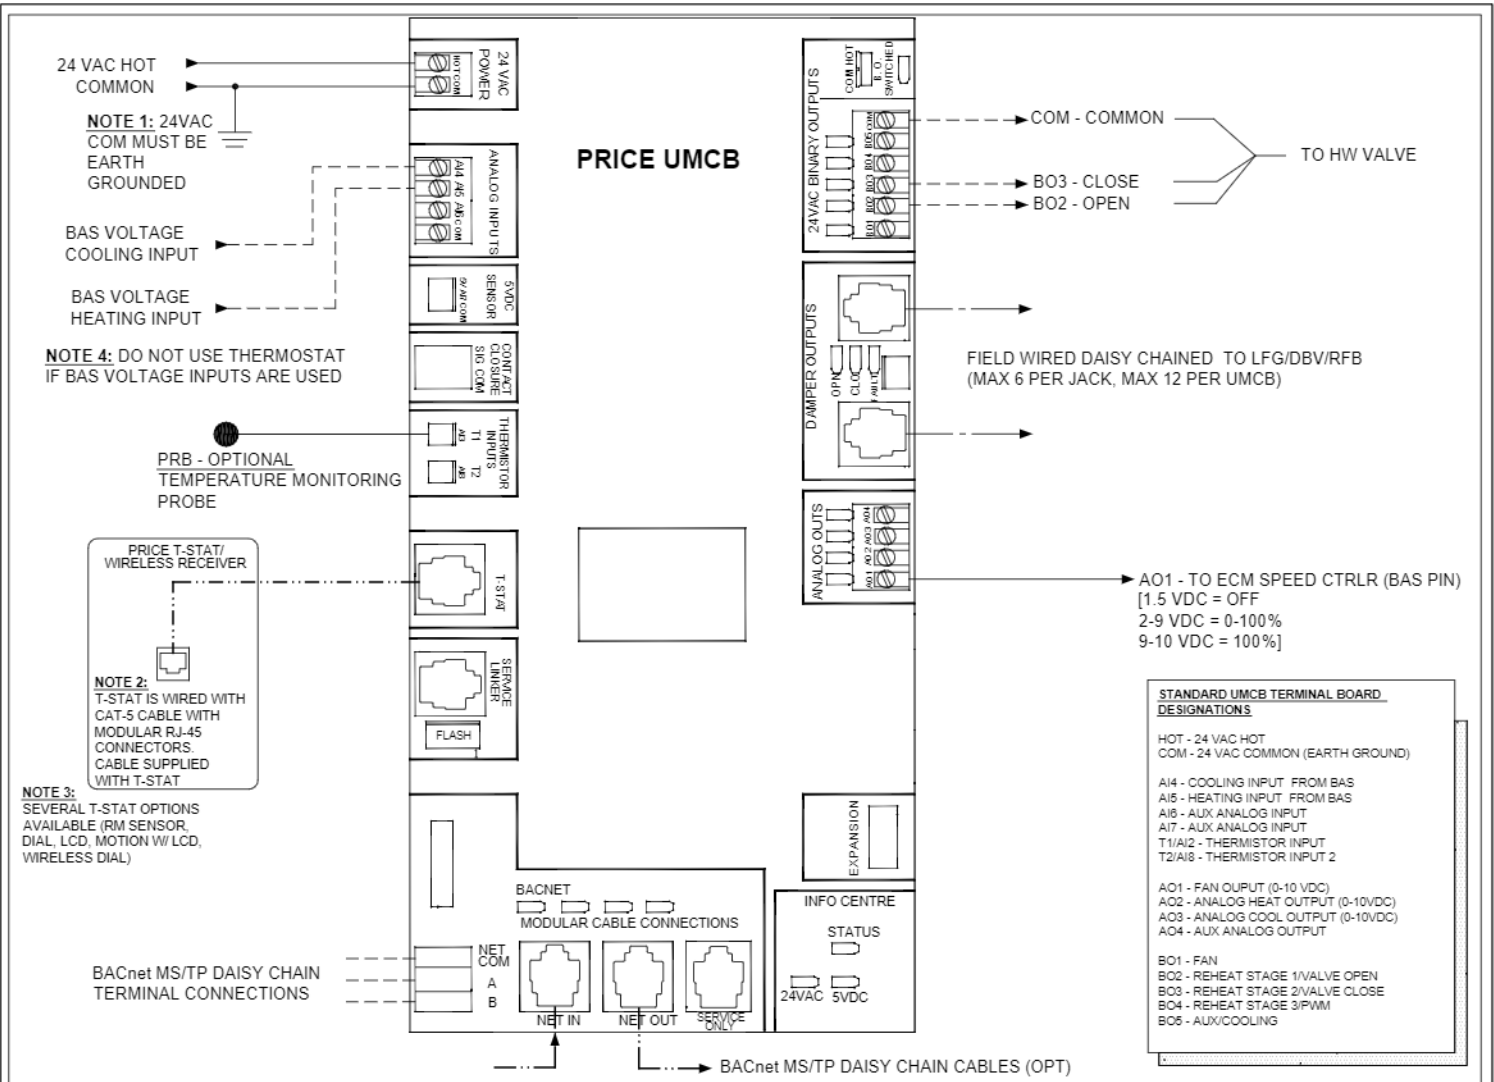 24 VAC HOT
COMMON
NOTE 1: 24VAC
COM MUST BE
EARTH
GROUNDED
BAS VOLTAGE
COOLING INPUT
BAS VOLTAGE
HEATING INPUT
NOTE 4: DO NOT USE THERMOSTAT
IF BAS VOLTAGE INPUTS ARE USED
PRB - OPTIONAL
TEMPERATURE MONITORING
PROBE
PRICE T-STAT/
WIRELESS RECEIVER
NOTE 2:
T-STAT IS WIRED WITH
CAT-5 CABLE WITH
MODULAR RJ-45
CONNECTORS.
CABLE SUPPLIED
WITH T-STAT
NOTE 3:
SEVERAL T-STAT OPTIONS
AVAILABLE (RM SENSOR,
DIAL, LCD, MOTION W/ LCD,
WIRELESS DIAL)
BACnet MS/TP DAISY CHAIN
TERMINAL CONNECTIONS
24 VAC
POWER
HOT COM
ANALOG INPUTS
AI4 AI5 AI6 COM
5VDC
SENSOR
5V AI7 COM
CONTACT
CLOSURE
SIG COM
THERMISTOR
INPUTS
T1
T2
AI8
T-STAT
SERVICE
LINKER
FLASH
PRICE UMCB
BACNET
MODULAR CABLE CONNECTIONS
NET
COM
A
B
NET IN
NET OUT
SERVICE
ONLY
BACnet MS/TP DAISY CHAIN CABLES (OPT)
24VAC BINARY OUTPUTS
COM HOT
B.O.
SWITCHED
COM
BO5
BO4
BO3
BO2
BO1
DAMPER OUTPUTS
OPN
CLO
FAULT
ANALOG OUTS
AO4
AO3
AO2
AO1
EXPANSION
INFO CENTRE
STATUS
24VAC 5VDC
COM - COMMON
BO3 - CLOSE
BO2 - OPEN
TO HW VALVE
FIELD WIRED DAISY CHAINED TO LFG/DBV/RFB
(MAX 6 PER JACK, MAX 12 PER UMCB)
AO1 - TO ECM SPEED CTRLR (BAS PIN)
[1.5 VDC = OFF
2-9 VDC = 0-100%
9-10 VDC = 100%]
STANDARD UMCB TERMINAL BOARD
DESIGNATIONS
HOT - 24 VAC HOT
COM - 24 VAC COMMON (EARTH GROUND)
AI4 - COOLING INPUT FROM BAS
AI5 - HEATING INPUT FROM BAS
AI6 - AUX ANALOG INPUT
AI7 - AUX ANALOG INPUT
T1/AI2 - THERMISTOR INPUT
T2/AI8 - THERMISTOR INPUT 2
AO1 - FAN OUPUT (0-10 VDC)
AO2 - ANALOG HEAT OUTPUT (0-10VDC)
AO3 - ANALOG COOL OUTPUT (0-10VDC)
AO4 - AUX ANALOG OUTPUT
BO1 - FAN
BO2 - REHEAT STAGE 1/VALVE OPEN
BO3 - REHEAT STAGE 2/VALVE CLOSE
BO4 - REHEAT STAGE 3/PWM
BO5 - AUX/COOLING